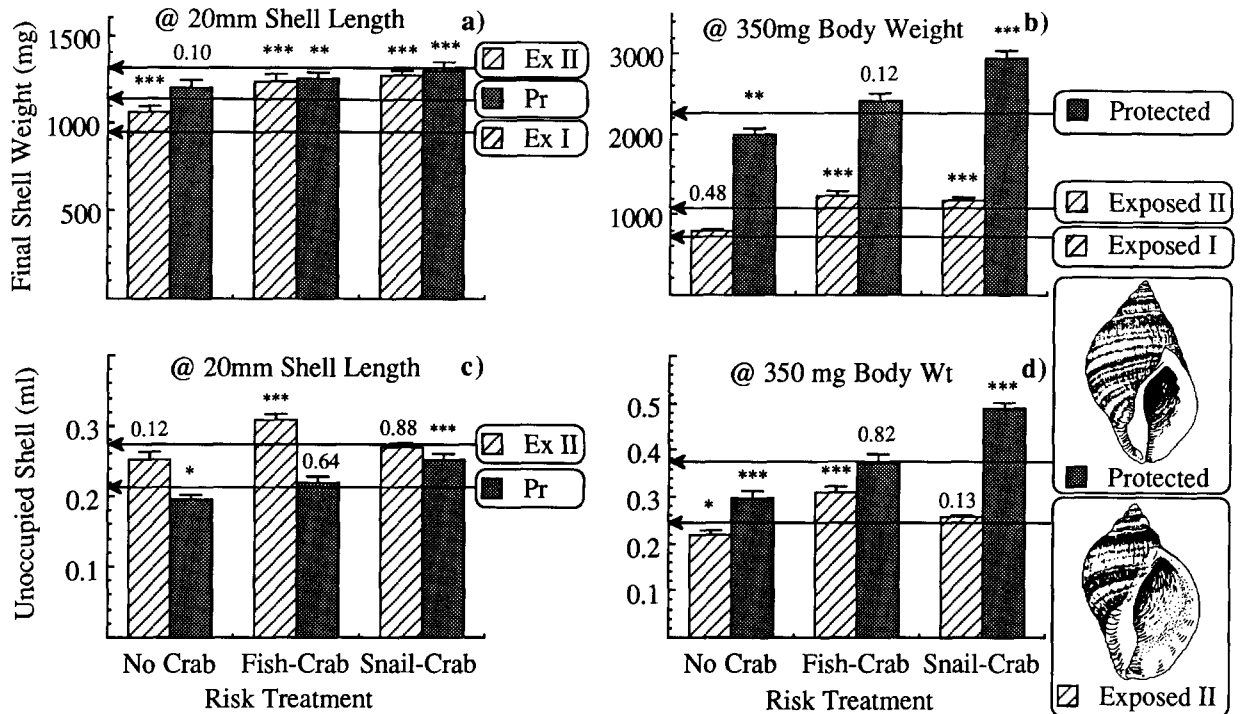 @ 20mm Shell Length
a)
Final Shell Weight (mg)
1500
1000
500
***
0.10
***
**
***
***
Ex II
Pr
Ex I
@ 350mg Body Weight
b)
3000
2000
1000
0.48
**
***
0.12
***
***
Protected
Exposed II
Exposed I
@ 20mm Shell Length
c)
Unoccupied Shell (ml)
0.3
0.2
0.1
0.12
*
***
0.64
0.88
***
Ex II
Pr
No Crab Fish-Crab Snail-Crab
Risk Treatment
@ 350 mg Body Wt
d)
0.5
0.4
0.3
0.2
0.1
*
***
***
0.82
0.13
***
No Crab Fish-Crab Snail-Crab
Risk Treatment
Protected
Exposed II